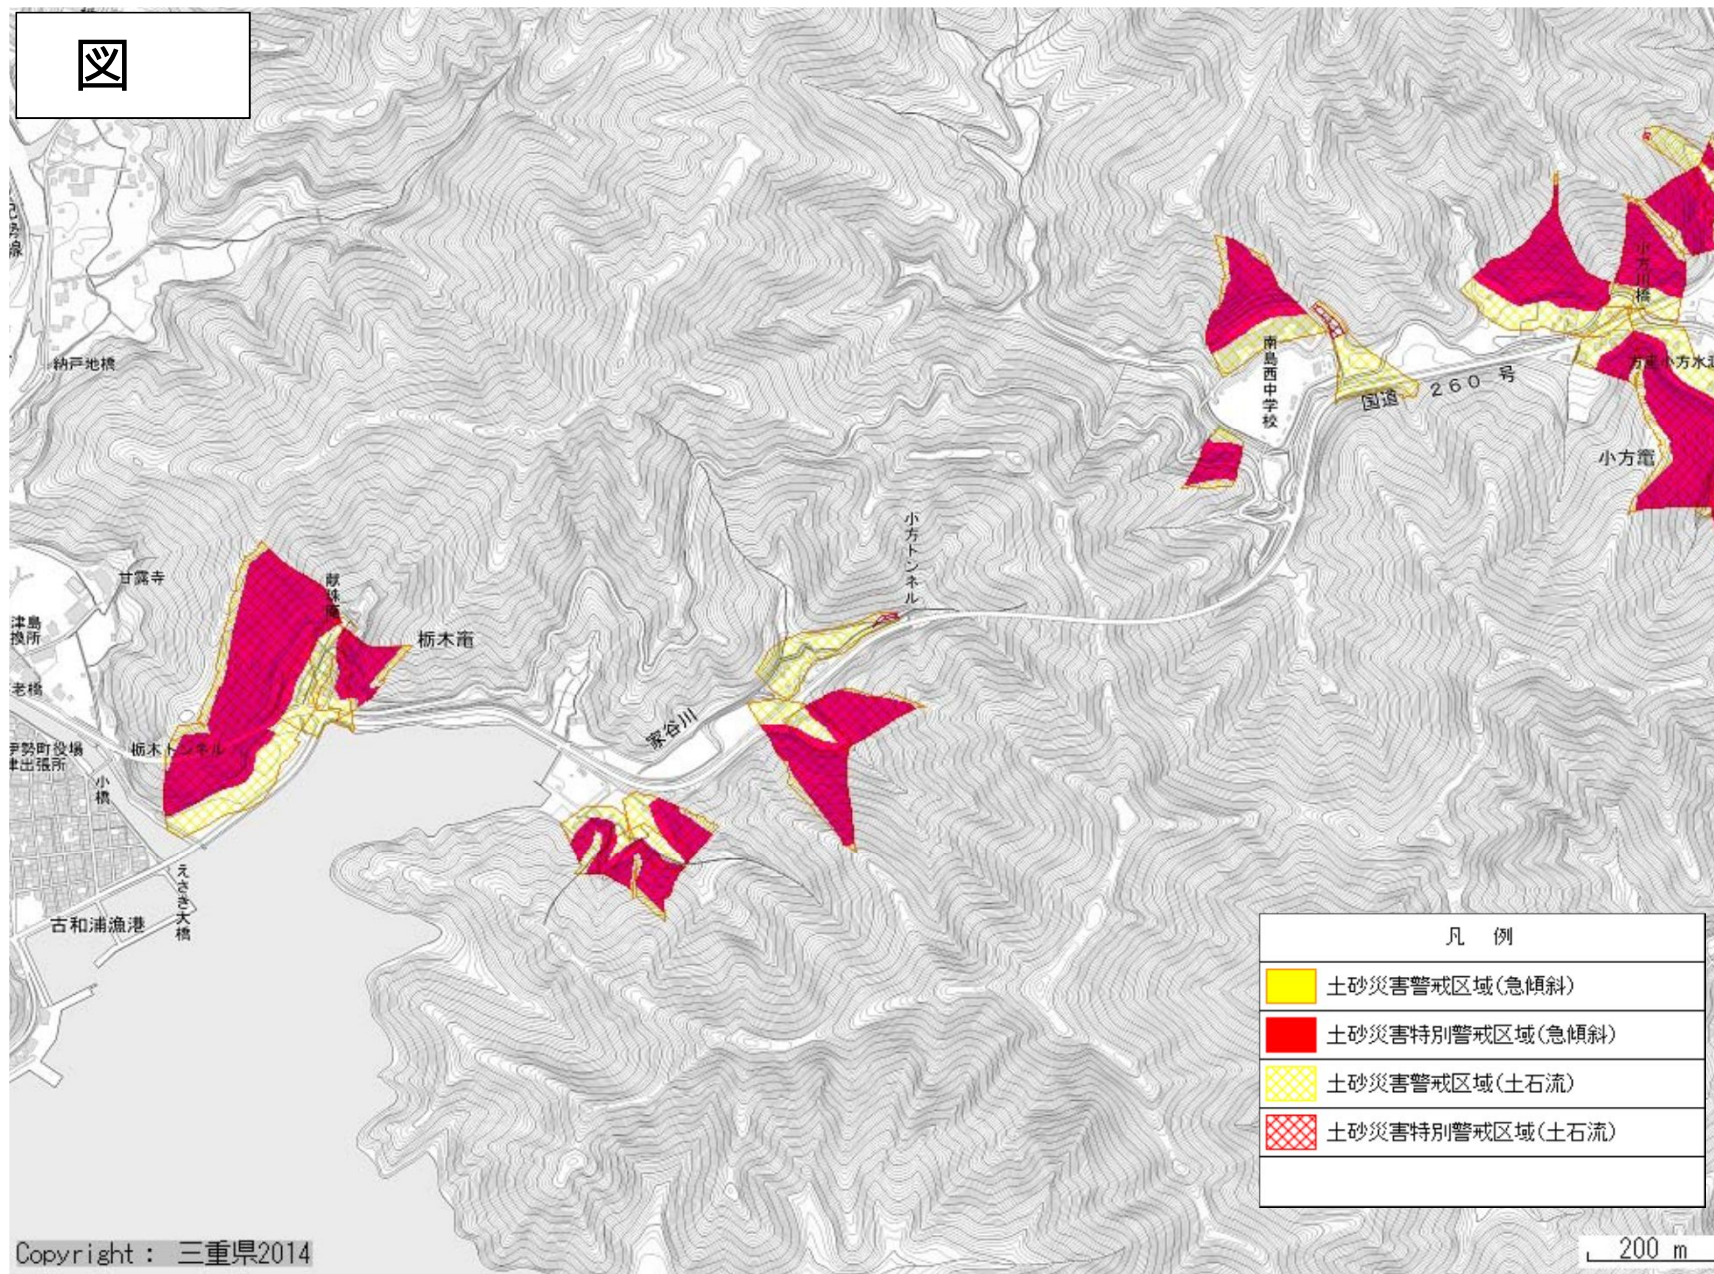 図
納戸地橋
甘露寺
津島
換所
老橋
伊勢町役場
津出張所
栃木トンネル
小橋
えさき大橋
古和浦漁港
栃木竃
家谷川
小方トンネル
南島西中学校
国道 260 号
小方川橋
小方竃
凡 例
土砂災害警戒区域(急傾斜)
土砂災害特別警戒区域(急傾斜)
土砂災害警戒区域(土石流)
土砂災害特別警戒区域(土石流)
Copyright : 三重県2014
200 m